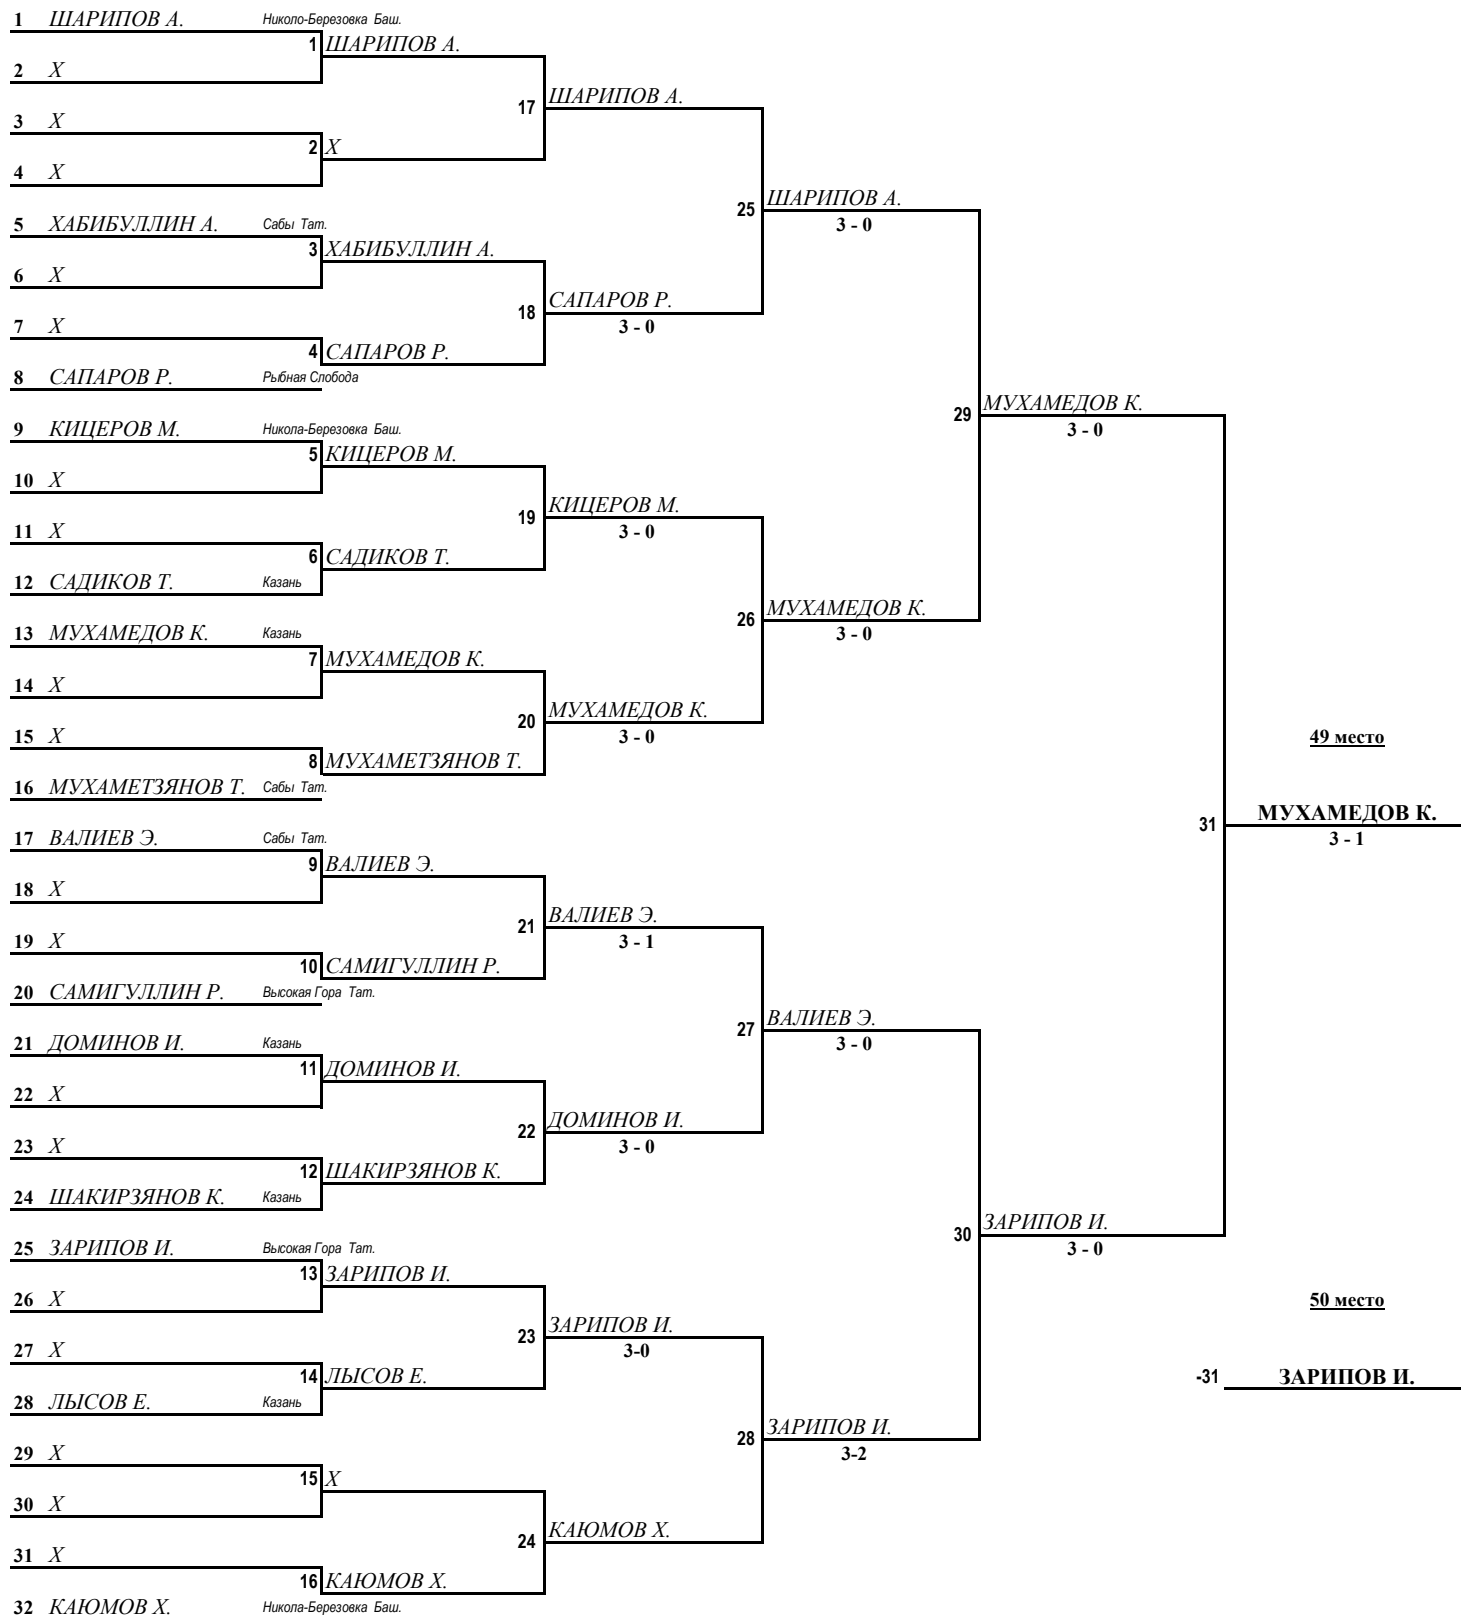 1 ШАРИПОВ А. Николо-Березовка Баш.
1 ШАРИПОВ А.
2 X
17 ШАРИПОВ А.
3 X
2 X
4 X
25 ШАРИПОВ А.
3 - 0
5 ХАБИБУЛЛИН А. Сабы Тат.
3 ХАБИБУЛЛИН А.
6 X
18 САПАРОВ Р.
3 - 0
7 X
4 САПАРОВ Р.
8 САПАРОВ Р. Рыбная Слобода
29 МУХАМЕДОВ К.
3 - 0
9 КИЦЕРОВ М. Никола-Березовка Баш.
5 КИЦЕРОВ М.
10 X
19 КИЦЕРОВ М.
3 - 0
11 X
6 САДИКОВ Т.
12 САДИКОВ Т. Казань
26 МУХАМЕДОВ К.
3 - 0
13 МУХАМЕДОВ К. Казань
7 МУХАМЕДОВ К.
14 X
20 МУХАМЕДОВ К.
3 - 0
15 X
49 место
8 МУХАМЕТЗЯНОВ Т.
16 МУХАМЕТЗЯНОВ Т. Сабы Тат.
31 МУХАМЕДОВ К.
3 - 1
17 ВАЛИЕВ Э. Сабы Тат.
9 ВАЛИЕВ Э.
18 X
21 ВАЛИЕВ Э.
3 - 1
19 X
10 САМИГУЛЛИН Р.
20 САМИГУЛЛИН Р. Высокая Гора Тат.
27 ВАЛИЕВ Э.
3 - 0
21 ДОМИНОВ И. Казань
11 ДОМИНОВ И.
22 X
22 ДОМИНОВ И.
3 - 0
23 X
12 ШАКИРЗЯНОВ К.
24 ШАКИРЗЯНОВ К. Казань
30 ЗАРИПОВ И.
3 - 0
25 ЗАРИПОВ И. Высокая Гора Тат.
13 ЗАРИПОВ И.
26 X
50 место
23 ЗАРИПОВ И.
3-0
27 X
14 ЛЫСОВ Е.
-31 ЗАРИПОВ И.
28 ЛЫСОВ Е. Казань
28 ЗАРИПОВ И.
3-2
29 X
15 X
30 X
24 КАЮМОВ Х.
31 X
16 КАЮМОВ Х.
32 КАЮМОВ Х. Никола-Березовка Баш.